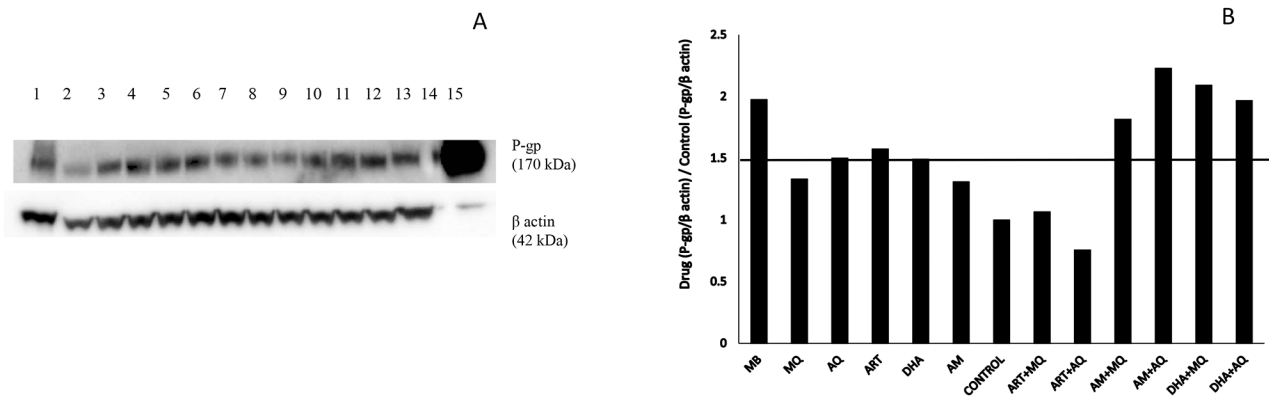 A
1 2 3 4 5 6 7 8 9 10 11 12 13 14 15
P-gp
(170 kDa)
β actin
(42 kDa)
B
Drug (P-gp/β actin) / Control (P-gp/β actin)
2.5
2
1.5
1
0.5
0
MB
MQ
AQ
ART
DHA
AM
CONTROL
ART+MQ
ART+AQ
AM+MQ
AM+AQ
DHA+MQ
DHA+AQ